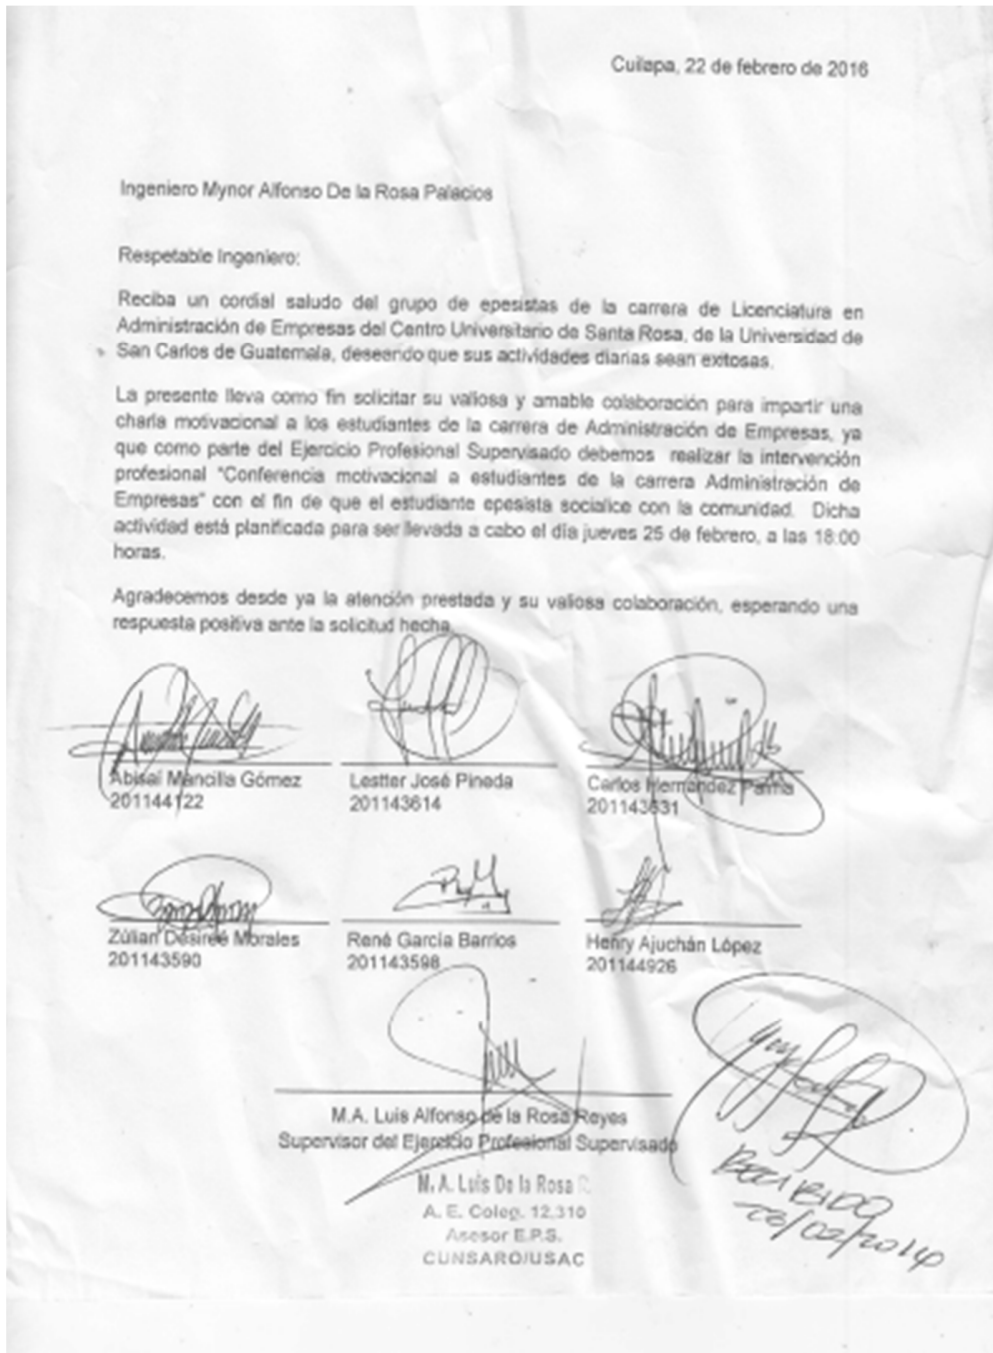 Cuilapa, 22 de febrero de 2016
Ingeniero Mynor Alfonso De la Rosa Palacios
Respetable Ingeniero:
Reciba un cordial saludo del grupo de epesistas de la carrera de Licenciatura en
Administración de Empresas del Centro Universitario de Santa Rosa, de la Universidad de
San Carlos de Guatemala, deseando que sus actividades diarias sean exitosas.
La presente lleva como fin solicitar su valiosa y amable colaboración para impartir una
charla motivacional a los estudiantes de la carrera de Administración de Empresas, ya
que como parte del Ejercicio Profesional Supervisado debemos realizar la intervención
profesional "Conferencia motivacional a estudiantes de la carrera Administración de
Empresas" con el fin de que el estudiante epesista socialice con la comunidad. Dicha
actividad está planificada para ser llevada a cabo el día jueves 25 de febrero, a las 18:00
horas.
Agradecemos desde ya la atención prestada y su valiosa colaboración, esperando una
respuesta positiva ante la solicitud hecha.
Abisai Mancilla Gómez Lestter José Pineda Carlos Hernández Palma
201144122 201143614 201143631
Zúlian Desireé Morales René García Barrios Henry Ajuchán López
201143590 201143598 201144926
M.A. Luis Alfonso de la Rosa Reyes
Supervisor del Ejercicio Profesional Supervisado
M. A. Luis De la Rosa
A. E. Coleg. 12,310
Asesor E.P.S.
CUNSARO/USAC
RECIBIDO